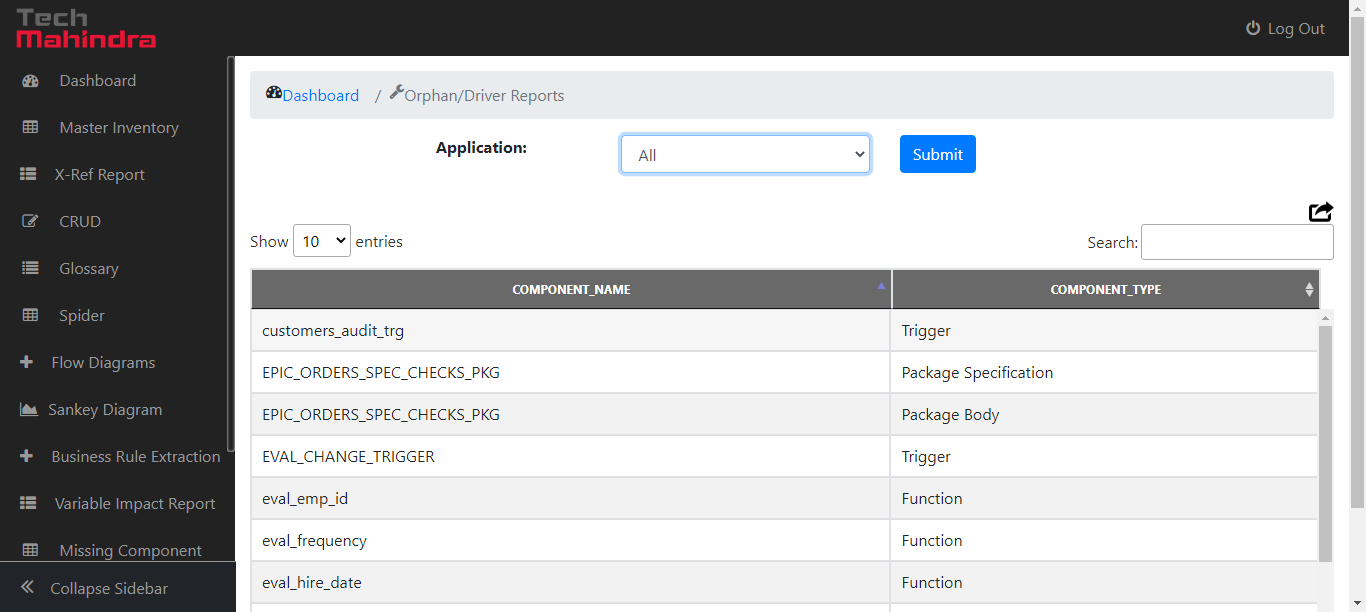 Tech
Mahindra
Log Out
Dashboard
Master Inventory
X-Ref Report
CRUD
Glossary
Spider
Flow Diagrams
Sankey Diagram
Business Rule Extraction
Variable Impact Report
Missing Component
Collapse Sidebar
Dashboard / Orphan/Driver Reports
Application: All Submit
Show 10 entries Search:
COMPONENT_NAME COMPONENT_TYPE
customers_audit_trg Trigger
EPIC_ORDERS_SPEC_CHECKS_PKG Package Specification
EPIC_ORDERS_SPEC_CHECKS_PKG Package Body
EVAL_CHANGE_TRIGGER Trigger
eval_emp_id Function
eval_frequency Function
eval_hire_date Function